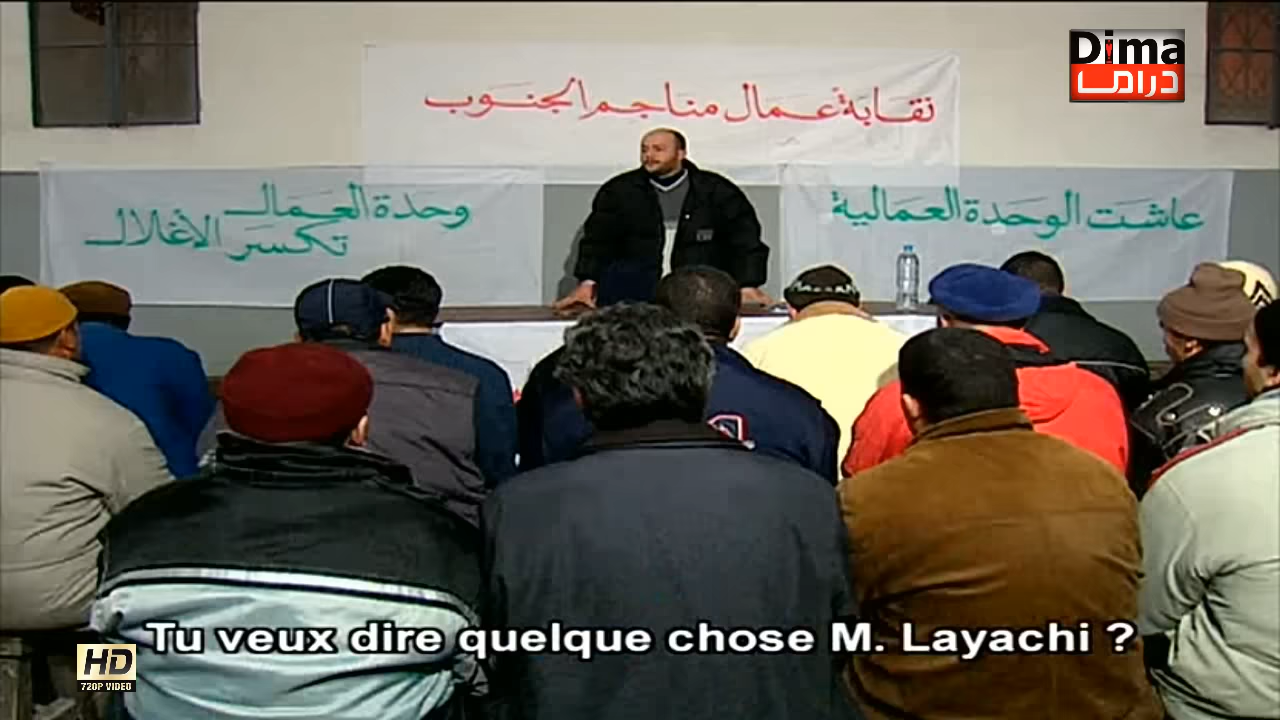 Dima
دراما
نقابة عمال مناجم الجنوب
عاشت الوحدة العمالية
وحدة العمال
تكسر الأغلال
Tu veux dire quelque chose M. Layachi ?
HD
720P VIDEO